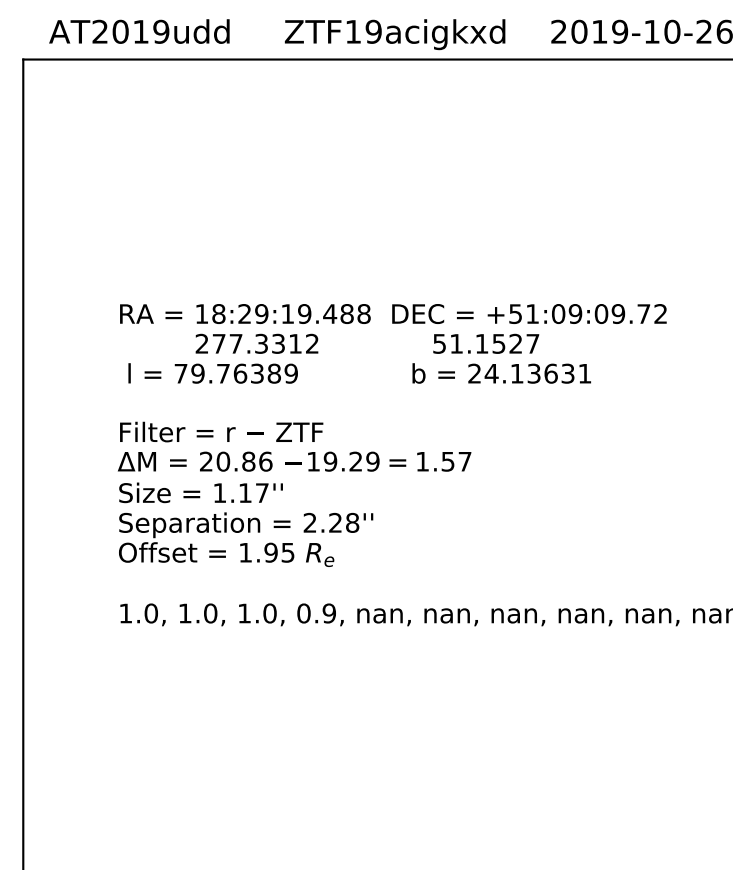 AT2019udd ZTF19acigkxd 2019-10-26
RA = 18:29:19.488 DEC = +51:09:09.72
277.3312 51.1527
l = 79.76389 b = 24.13631
Filter = r − ZTF
ΔM = 20.86 −19.29 = 1.57
Size = 1.17''
Separation = 2.28''
Offset = 1.95 Rₑ
1.0, 1.0, 1.0, 0.9, nan, nan, nan, nan, nan,